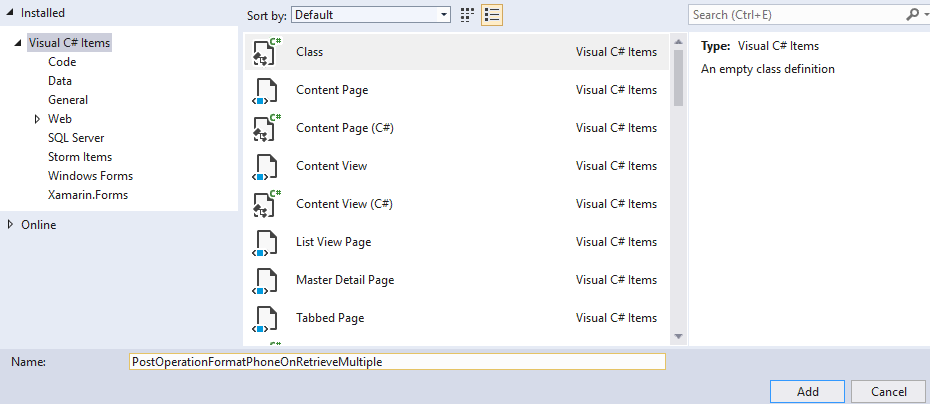 Installed
Sort by: Default
Search (Ctrl+E)
Visual C# Items
Code
Data
General
Web
SQL Server
Storm Items
Windows Forms
Xamarin.Forms
Online
C# Class Visual C# Items
Content Page Visual C# Items
C# Content Page (C#) Visual C# Items
Content View Visual C# Items
C# Content View (C#) Visual C# Items
List View Page Visual C# Items
Master Detail Page Visual C# Items
Tabbed Page Visual C# Items
C#
Type: Visual C# Items
An empty class definition
Name: PostOperationFormatPhoneOnRetrieveMultiple
Add Cancel